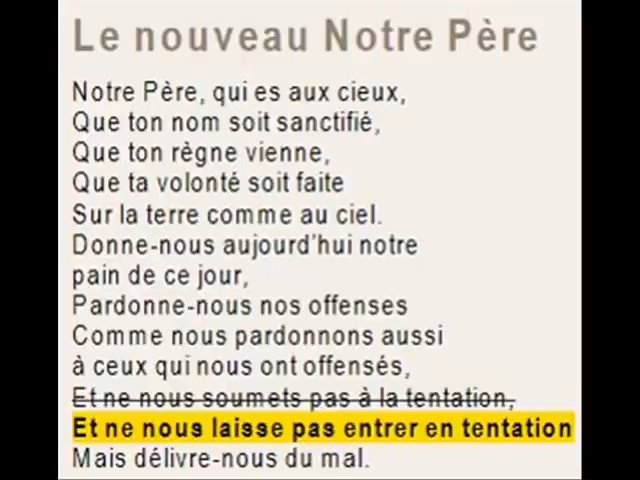 Le nouveau Notre Père
Notre Père, qui es aux cieux,
Que ton nom soit sanctifié,
Que ton règne vienne,
Que ta volonté soit faite
Sur la terre comme au ciel.
Donne-nous aujourd'hui notre
pain de ce jour,
Pardonne-nous nos offenses
Comme nous pardonnons aussi
à ceux qui nous ont offensés,
Et ne nous soumets pas à la tentation,
Et ne nous laisse pas entrer en tentation
Mais délivre-nous du mal.